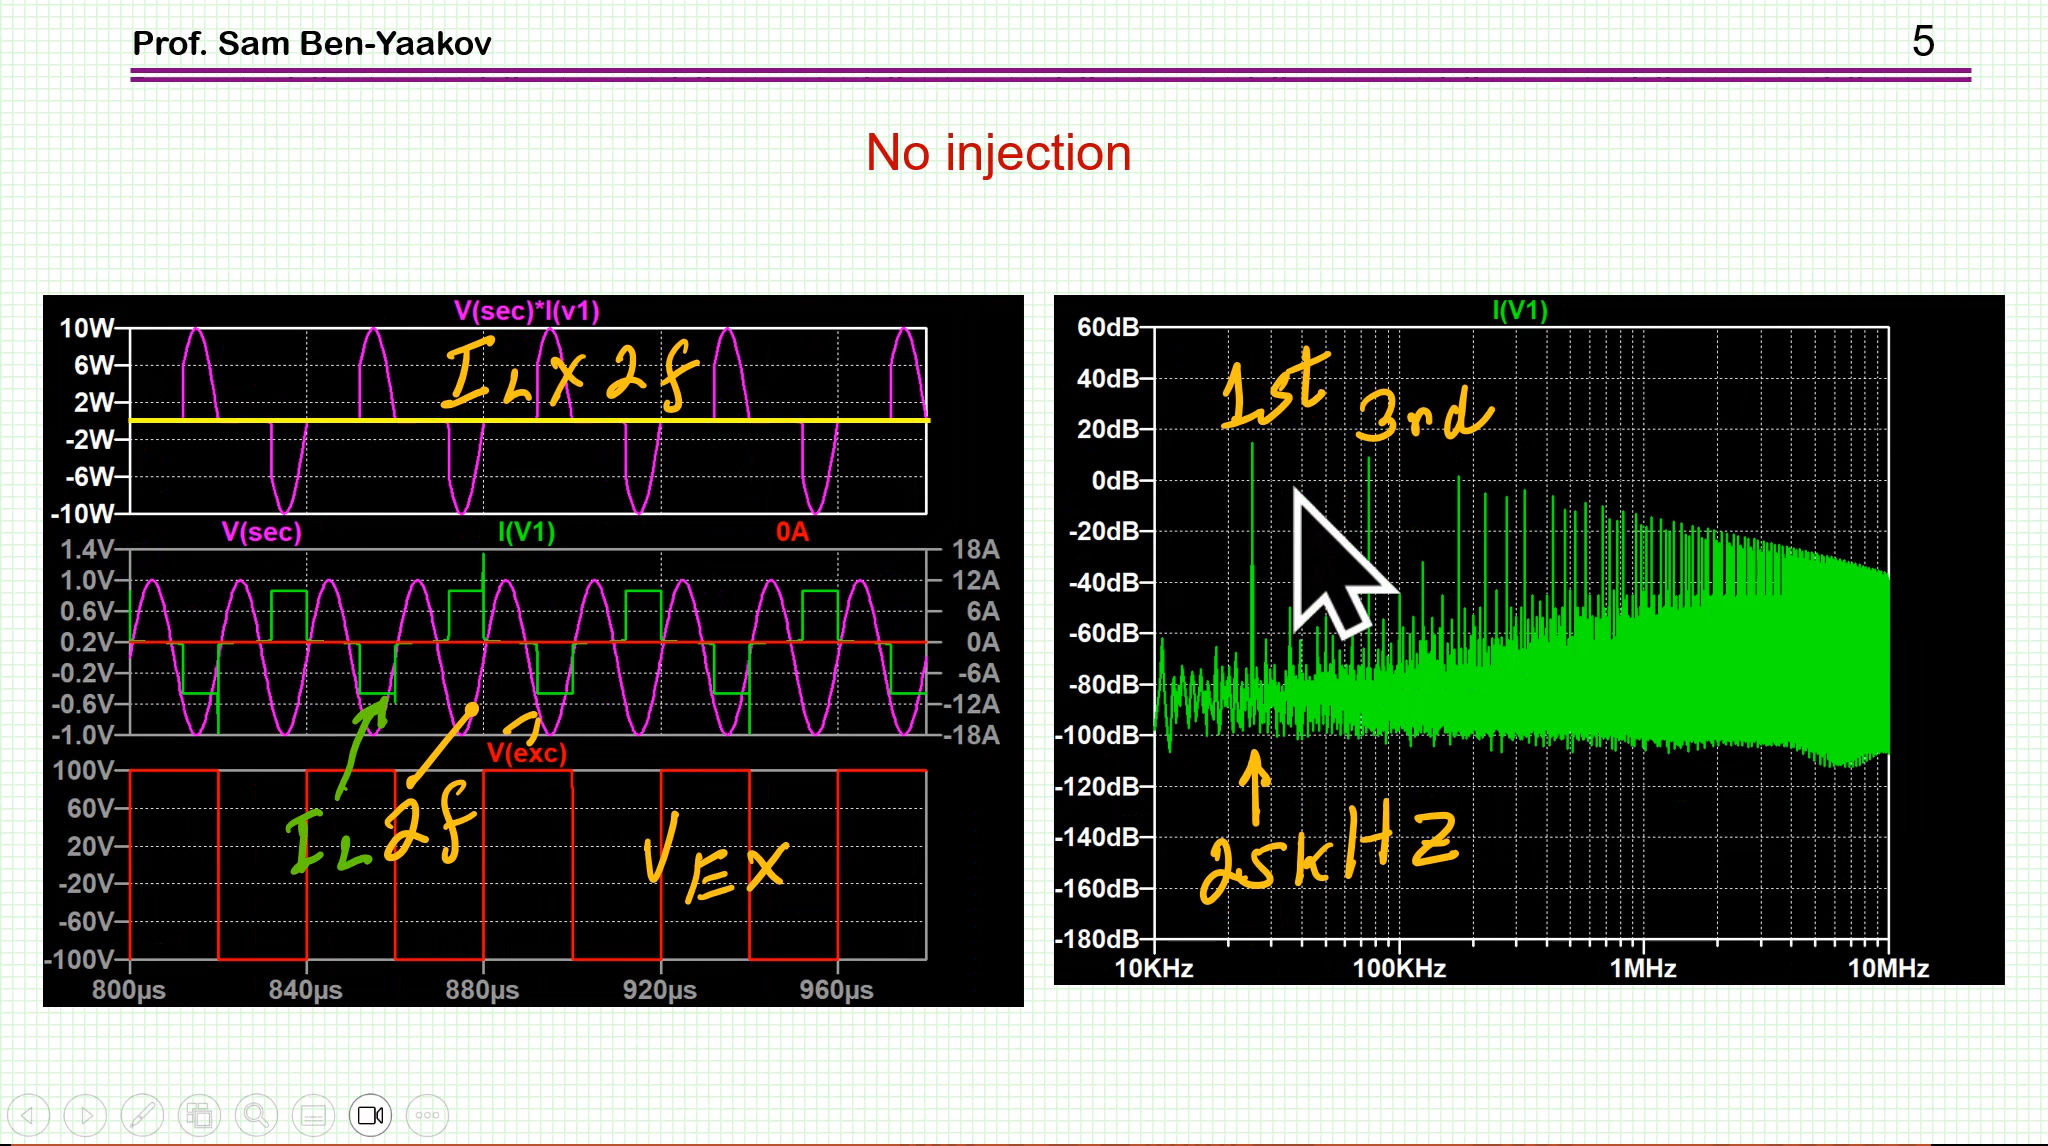 Prof. Sam Ben-Yaakov
5
No injection
V(sec)*I(v1)
10W
6W
2W
-2W
-6W
-10W
IL x 2f
V(sec) I(V1) 0A
1.4V
1.0V
0.6V
0.2V
-0.2V
-0.6V
-1.0V
18A
12A
6A
0A
-6A
-12A
-18A
V(exc)
100V
60V
20V
-20V
-60V
-100V
IL 2f
VEX
800µs 840µs 880µs 920µs 960µs
I(V1)
60dB
40dB
20dB
0dB
-20dB
-40dB
-60dB
-80dB
-100dB
-120dB
-140dB
-160dB
-180dB
1st 3rd
25kHz
10KHz 100KHz 1MHz 10MHz